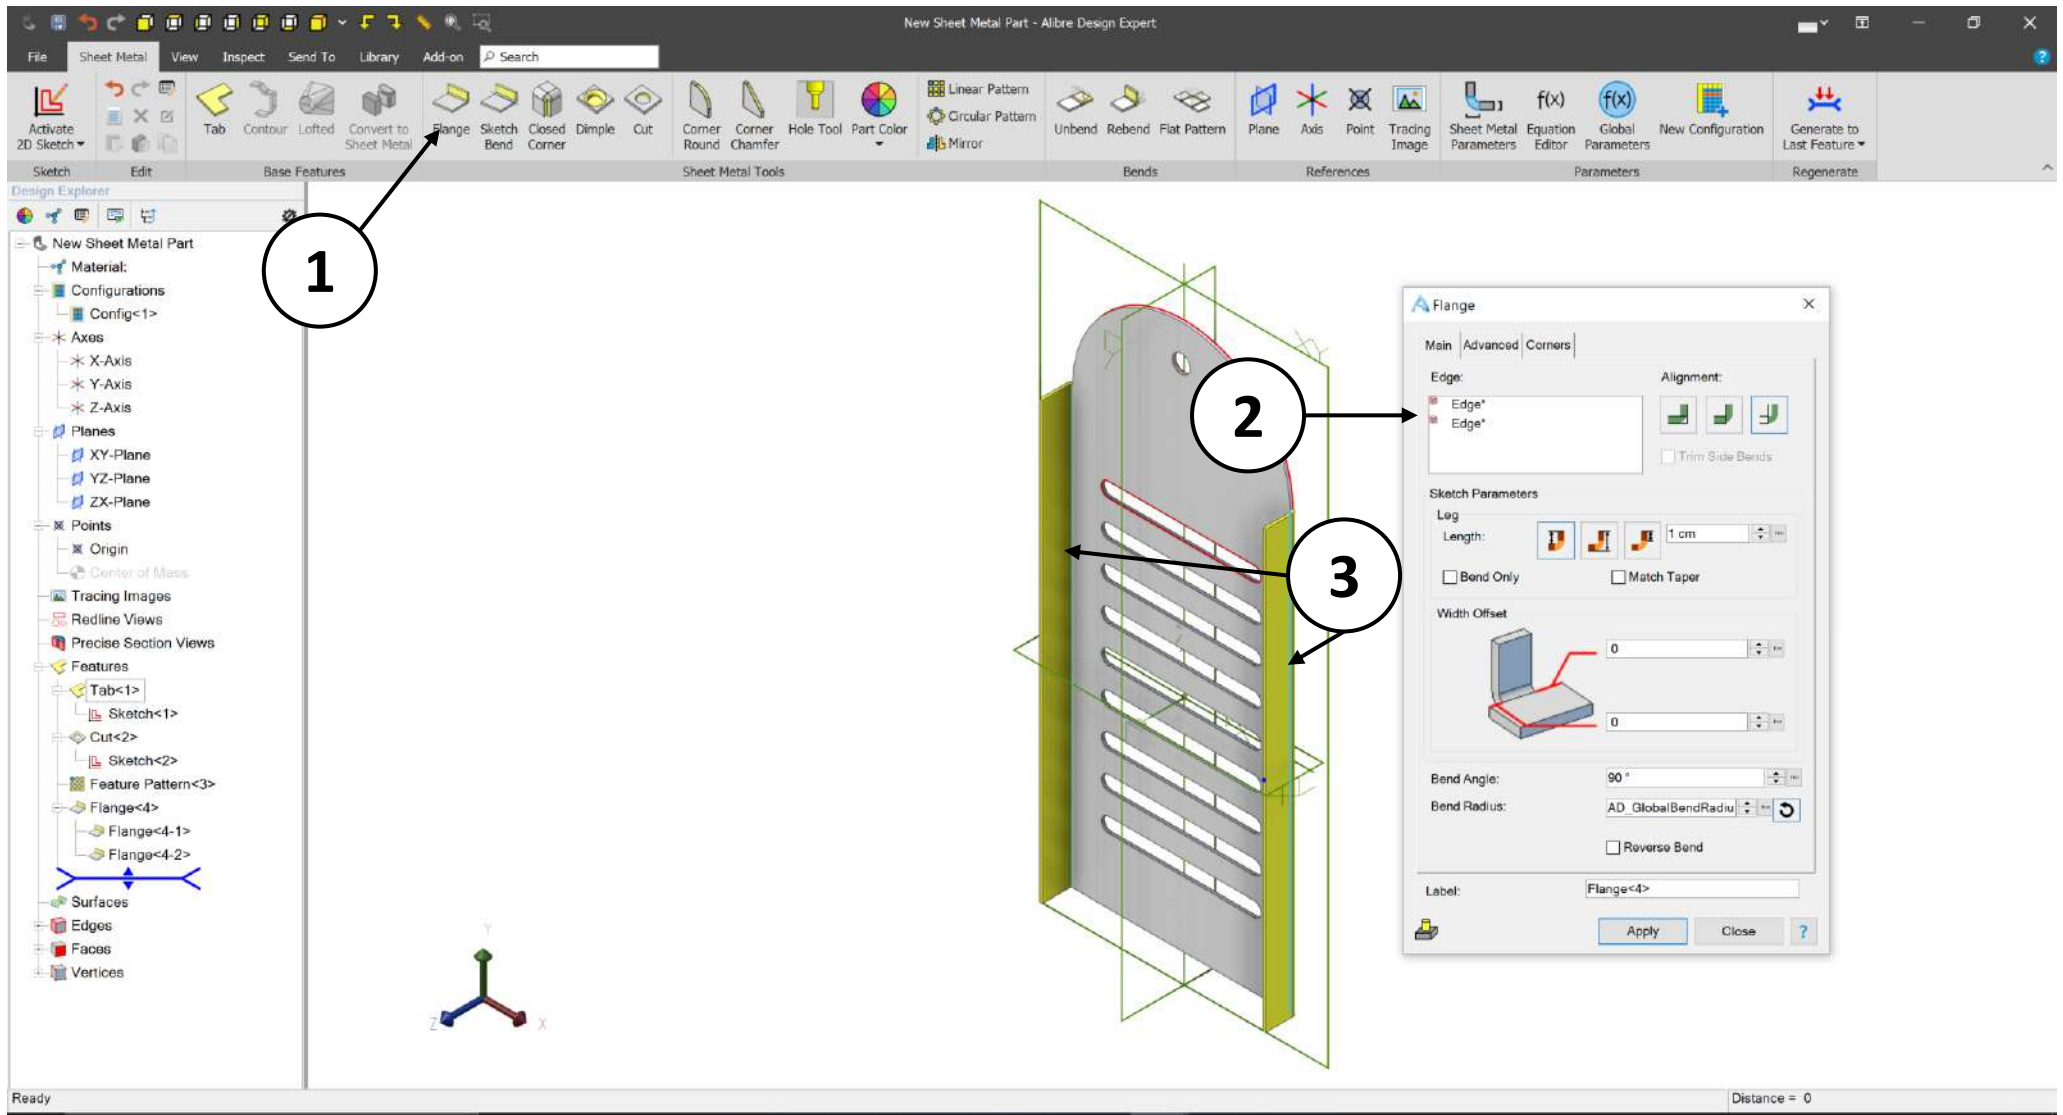 New Sheet Metal Part - Alibre Design Expert
File Sheet Metal View Inspect Send To Library Add-on Search
Activate 2D Sketch
Tab Contour Lofted Convert to Sheet Metal
Flange Sketch Bend Closed Corner Dimple Cut Corner Round Corner Chamfer Hole Tool Part Color
Linear Pattern
Circular Pattern
Mirror
Unbend Rebend Flat Pattern
Plane Axis Point Tracing Image
Sheet Metal Parameters Equation Editor Global Parameters New Configuration
Generate to Last Feature
f(x) f(x)
Sketch Edit Base Features Sheet Metal Tools Bends References Parameters Regenerate
Design Explorer
New Sheet Metal Part
Material:
Configurations
Config<1>
Axes
X-Axis
Y-Axis
Z-Axis
Planes
XY-Plane
YZ-Plane
ZX-Plane
Points
Origin
Center of Mass
Tracing Images
Redline Views
Precise Section Views
Features
Tab<1>
Sketch<1>
Cut<2>
Sketch<2>
Feature Pattern<3>
Flange<4>
Flange<4-1>
Flange<4-2>
Surfaces
Edges
Faces
Vertices
1
2
3
Y
Z
X
Flange
Main Advanced Corners
Edge: Alignment:
Edge*
Edge*
Trim Side Bends
Sketch Parameters
Leg
Length: 1 cm
Bend Only Match Taper
Width Offset
0
0
Bend Angle: 90 °
Bend Radius: AD_GlobalBendRadiu
Reverse Bend
Label: Flange<4>
Apply Close ?
Ready Distance = 0